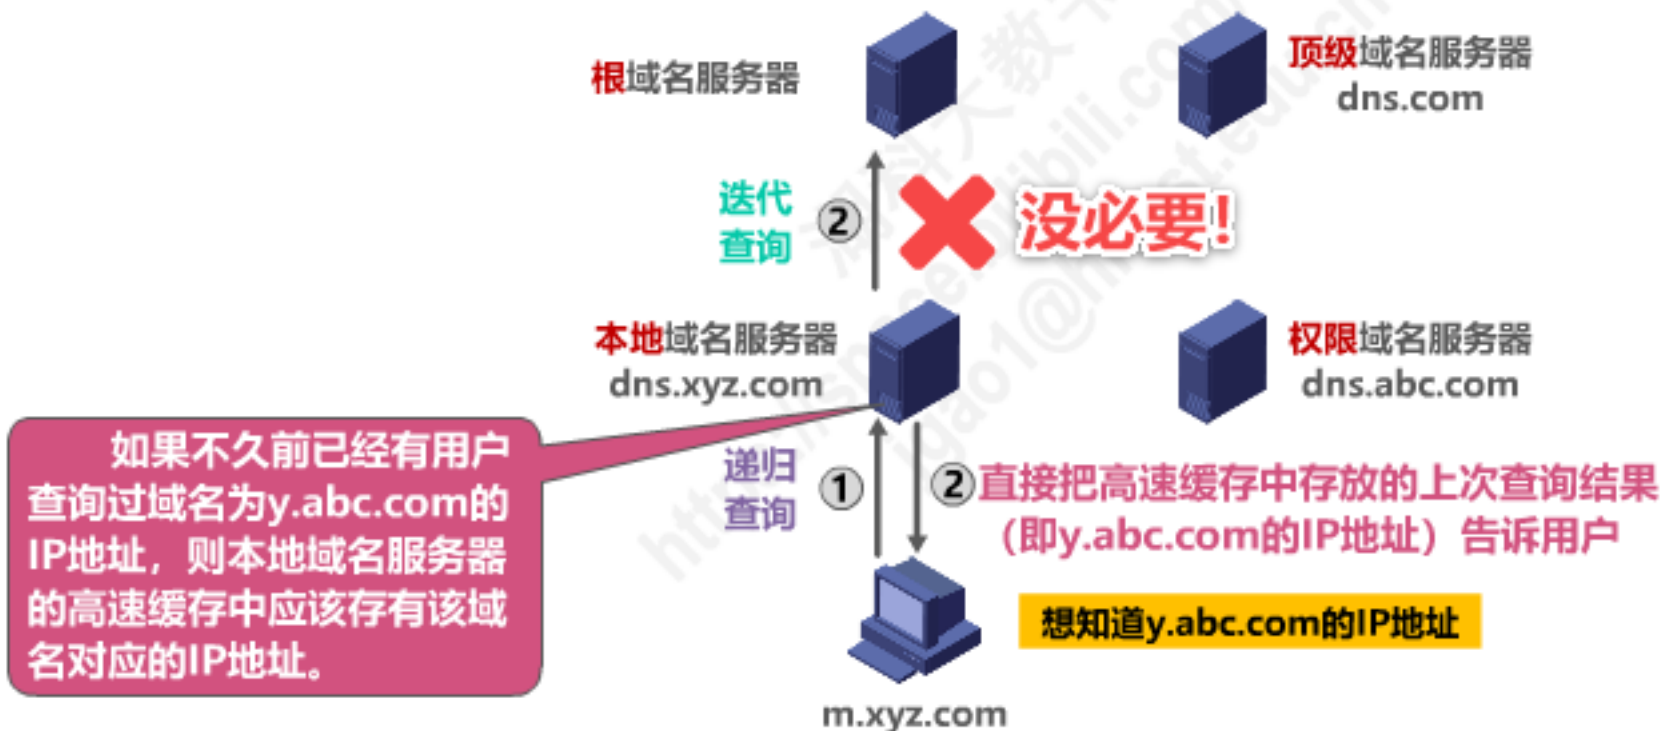 根域名服务器
顶级域名服务器
dns.com
迭代
查询
②
没必要!
本地域名服务器
dns.xyz.com
权限域名服务器
dns.abc.com
如果不久前已经有用户
查询过域名为y.abc.com的
IP地址，则本地域名服务器
的高速缓存中应该存有该域
名对应的IP地址。
递归
查询
①
②直接把高速缓存中存放的上次查询结果
（即y.abc.com的IP地址）告诉用户
想知道y.abc.com的IP地址
m.xyz.com